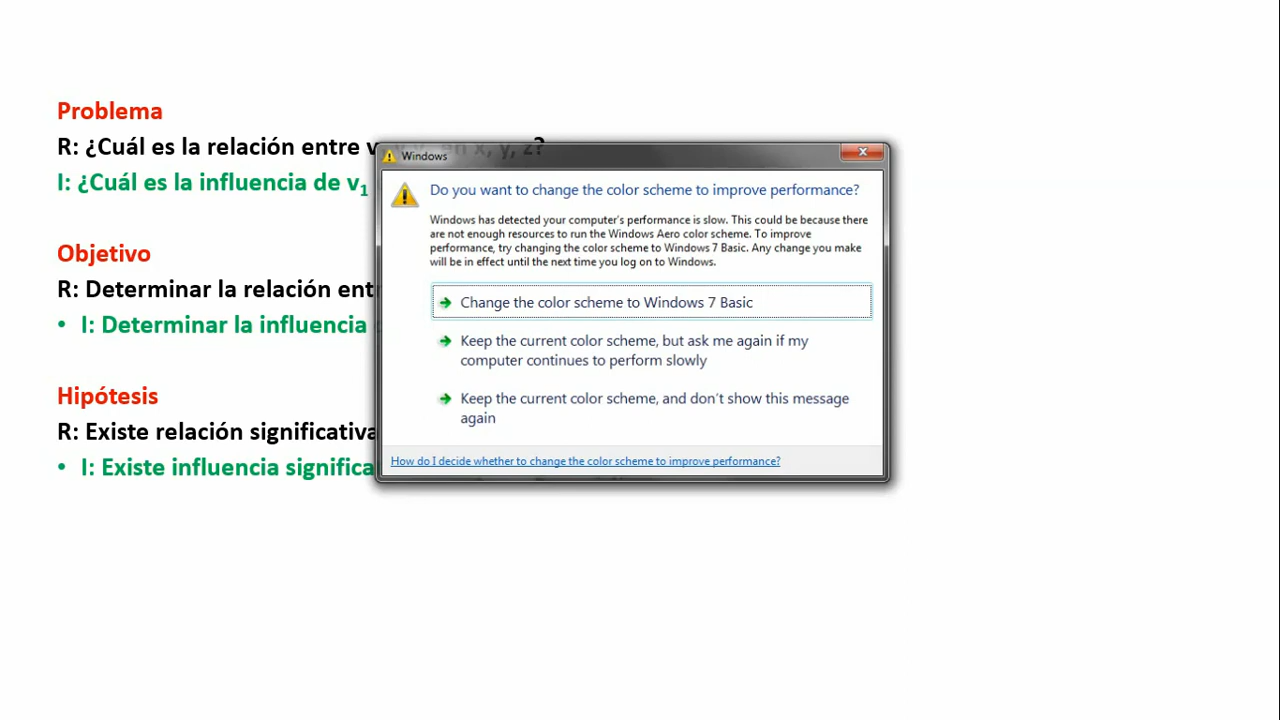 Problema
R: ¿Cuál es la relación entre v x, y, z?
I: ¿Cuál es la influencia de v₁
Objetivo
R: Determinar la relación
• I: Determinar la influencia
Hipótesis
R: Existe relación significativa
• I: Existe influencia
Windows
Do you want to change the color scheme to improve performance?
Windows has detected your computer's performance is slow. This could be because there
are not enough resources to run the Windows Aero color scheme. To improve
performance, try changing the color scheme to Windows 7 Basic. Any change you make
will be in effect until the next time you log on to Windows.
Change the color scheme to Windows 7 Basic
Keep the current color scheme, but ask me again if my
computer continues to perform slowly
Keep the current color scheme, and don't show this message
again
How do I decide whether to change the color scheme to improve performance?